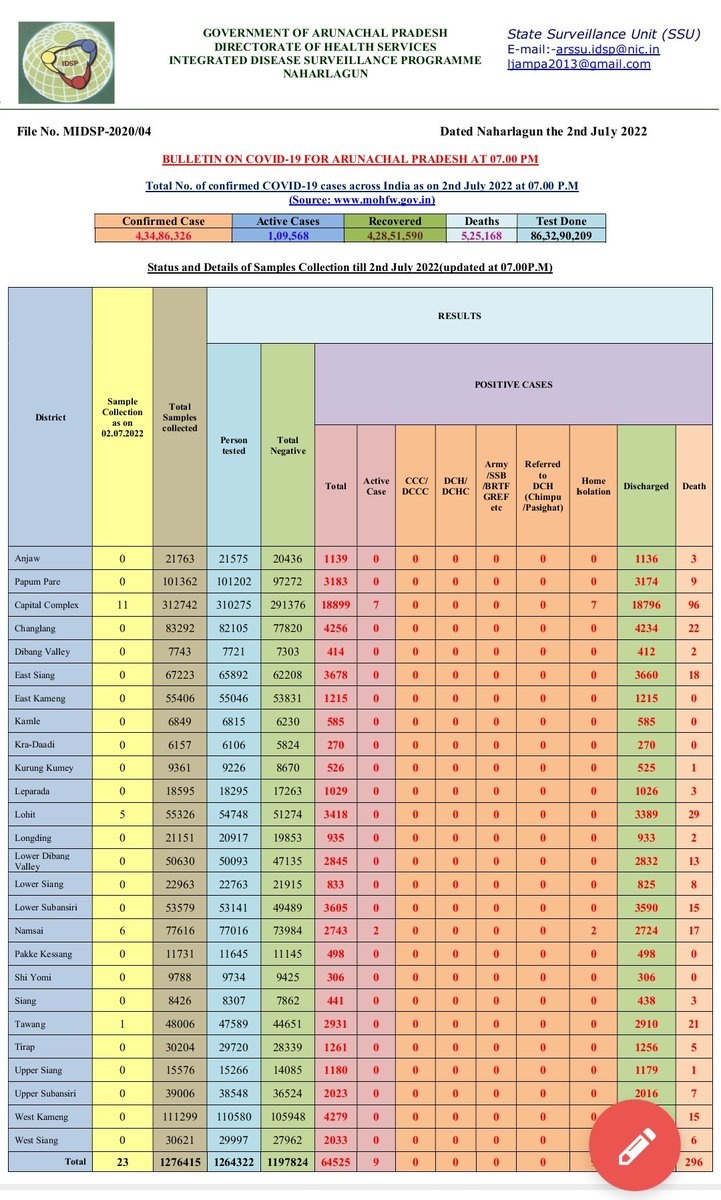 IDSP
GOVERNMENT OF ARUNACHAL PRADESH
DIRECTORATE OF HEALTH SERVICES
INTEGRATED DISEASE SURVEILLANCE PROGRAMME
NAHARLAGUN
State Surveillance Unit (SSU)
E-mail:-arssu.idsp@nic.in
ljampa2013@gmail.com
File No. MIDSP-2020/04 Dated Naharlagun the 2nd Ju1y 2022
BULLETIN ON COVID-19 FOR ARUNACHAL PRADESH AT 07.00 PM
Total No. of confirmed COVID-19 cases across India as on 2nd July 2022 at 07.00 P.M
(Source: www.mohfw.gov.in)
Confirmed Case Active Cases Recovered Deaths Test Done
4,34,86,326 1,09,568 4,28,51,590 5,25,168 86,32,90,209
Status and Details of Samples Collection till 2nd July 2022(updated at 07.00P.M)
RESULTS
POSITIVE CASES
District
Sample
Collection
as on
02.07.2022
Total
Samples
collected
Person
tested
Total
Negative
Total
Active
Case
CCC/
DCCC
DCH/
DCHC
Army
/SSB
/BRTF
GREF
etc
Referred
to
DCH
(Chimpu
/Pasighat)
Home
Isolation
Discharged
Death
Anjaw 0 21763 21575 20436 1139 0 0 0 0 0 0 1136 3
Papum Pare 0 101362 101202 97272 3183 0 0 0 0 0 0 3174 9
Capital Complex 11 312742 310275 291376 18899 7 0 0 0 0 7 18796 96
Changlang 0 83292 82105 77820 4256 0 0 0 0 0 0 4234 22
Dibang Valley 0 7743 7721 7303 414 0 0 0 0 0 0 412 2
East Siang 0 67223 65892 62208 3678 0 0 0 0 0 0 3660 18
East Kameng 0 55406 55046 53831 1215 0 0 0 0 0 0 1215 0
Kamle 0 6849 6815 6230 585 0 0 0 0 0 0 585 0
Kra-Daadi 0 6157 6106 5824 270 0 0 0 0 0 0 270 0
Kurung Kumey 0 9361 9226 8670 526 0 0 0 0 0 0 525 1
Leparada 0 18595 18295 17263 1029 0 0 0 0 0 0 1026 3
Lohit 5 55326 54748 51274 3418 0 0 0 0 0 0 3389 29
Longding 0 21151 20917 19853 935 0 0 0 0 0 0 933 2
Lower Dibang
Valley 0 50630 50093 47135 2845 0 0 0 0 0 0 2832 13
Lower Siang 0 22963 22763 21915 833 0 0 0 0 0 0 825 8
Lower Subansiri 0 53579 53141 49489 3605 0 0 0 0 0 0 3590 15
Namsai 6 77616 77016 73984 2743 2 0 0 0 0 2 2724 17
Pakke Kessang 0 11731 11645 11145 498 0 0 0 0 0 0 498 0
Shi Yomi 0 9788 9734 9425 306 0 0 0 0 0 0 306 0
Siang 0 8426 8307 7862 441 0 0 0 0 0 0 438 3
Tawang 1 48006 47589 44651 2931 0 0 0 0 0 0 2910 21
Tirap 0 30204 29720 28339 1261 0 0 0 0 0 0 1256 5
Upper Siang 0 15576 15266 14085 1180 0 0 0 0 0 0 1179 1
Upper Subansiri 0 39006 38548 36524 2023 0 0 0 0 0 0 2016 7
West Kameng 0 111299 110580 105948 4279 0 0 0 0 0 0 15
West Siang 0 30621 29997 27962 2033 0 0 0 0 0 6
Total 23 1276415 1264322 1197824 64525 9 0 0 0 0 296